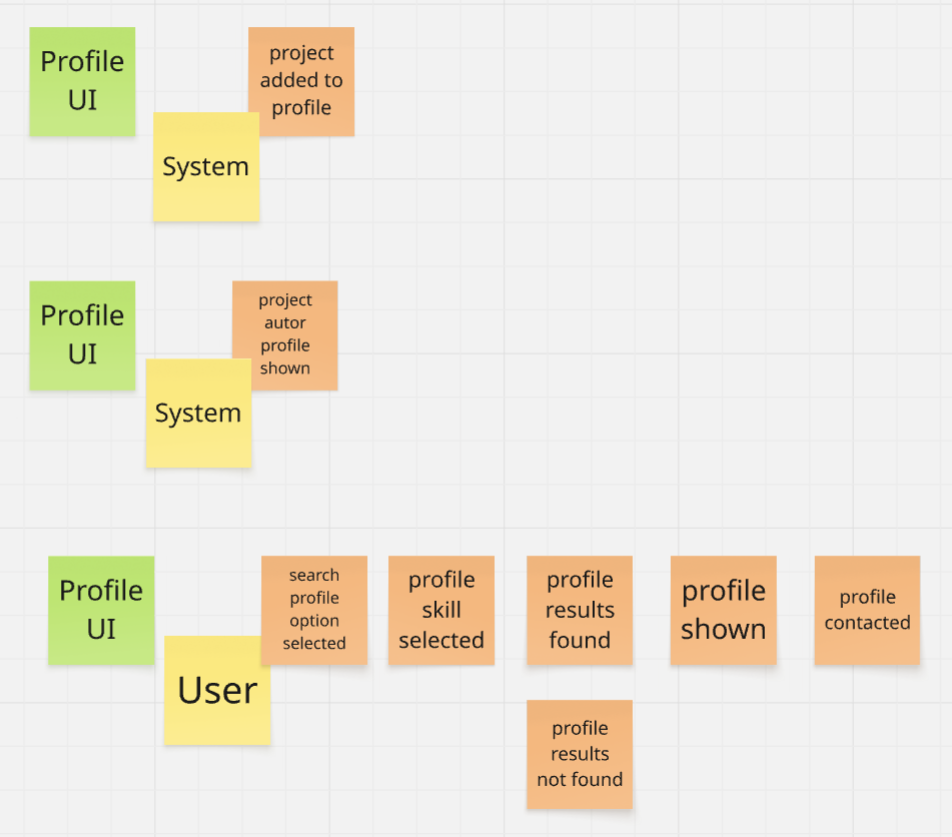 Profile
UI
project
added to
profile
System
Profile
UI
project
autor
profile
shown
System
Profile
UI
User
search
profile
option
selected
profile
skill
selected
profile
results
found
profile
shown
profile
contacted
profile
results
not found